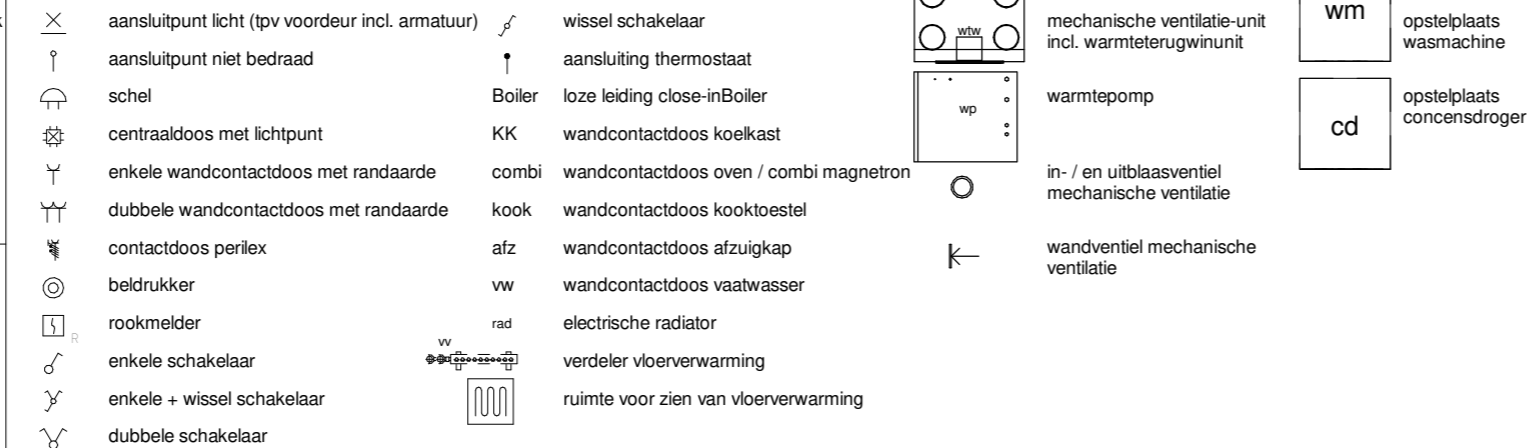 aansluitpunt licht (tpv voordeur incl. armatuur)
aansluitpunt niet bedraad
schel
centraaldoos met lichtpunt
enkele wandcontactdoos met randaarde
dubbele wandcontactdoos met randaarde
contactdoos perilex
beldrukker
rookmelder
R
enkele schakelaar
enkele + wissel schakelaar
dubbele schakelaar
wissel schakelaar
aansluiting thermostaat
Boiler loze leiding close-inBoiler
KK wandcontactdoos koelkast
combi wandcontactdoos oven / combi magnetron
kook wandcontactdoos kooktoestel
afz wandcontactdoos afzuigkap
vw wandcontactdoos vaatwasser
rad electrische radiator
vv
verdeler vloerverwarming
ruimte voor zien van vloerverwarming
wtw
mechanische ventilatie-unit
incl. warmteterugwinunit
wp
warmtepomp
in- / en uitblaasventiel
mechanische ventilatie
wandventiel mechanische
ventilatie
wm
opstelplaats
wasmachine
cd
opstelplaats
concensdroger